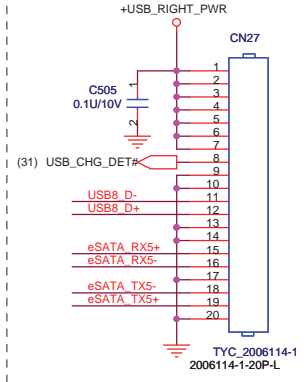 +USB_RIGHT_PWR
CN27
C505
0.1U/10V
1
2
(31) USB_CHG_DET#
USB8_D-
USB8_D+
eSATA_RX5+
eSATA_RX5-
eSATA_TX5-
eSATA_TX5+
1
2
3
4
5
6
7
8
9
10
11
12
13
14
15
16
17
18
19
20
TYC_2006114-1
2006114-1-20P-L